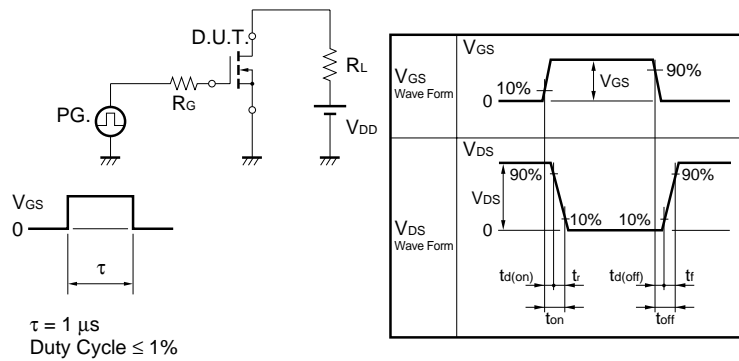 D.U.T.
RL
RG
PG.
VDD
VGS
0
τ
τ = 1 μs
Duty Cycle ≤ 1%
VGS
Wave Form
VGS
10%
VGS
90%
0
VDS
Wave Form
VDS
90%
VDS
10%
10%
90%
0
td(on)
tr
td(off)
tf
ton
toff